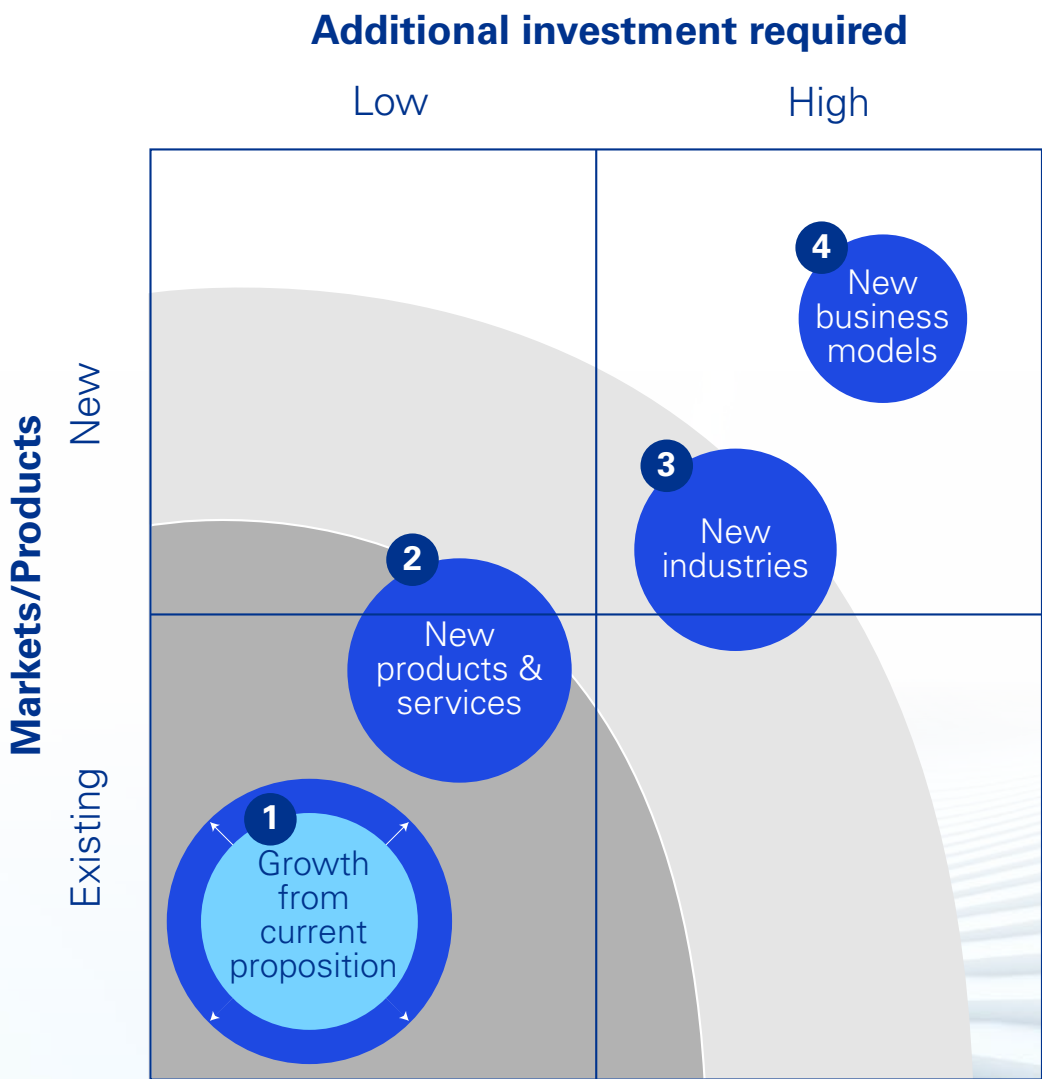 Additional investment required
Low
High
Markets/Products
New
Existing
4
New
business
models
3
New
industries
2
New
products &
services
1
Growth
from
current
proposition